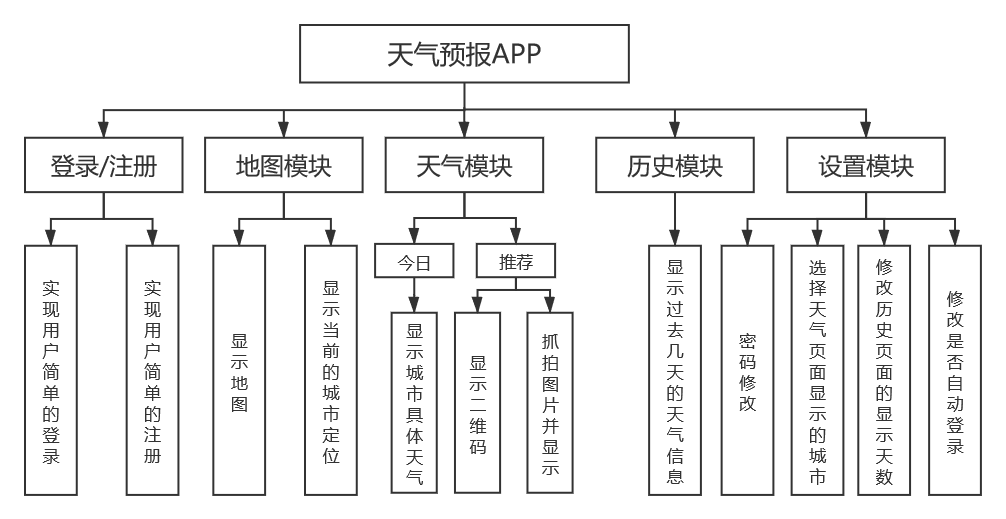 天气预报APP
登录/注册
地图模块
天气模块
历史模块
设置模块
今日
推荐
实现用户简单的登录
实现用户简单的注册
显示地图
显示当前的城市定位
显示城市具体天气
显示二维码
抓拍图片并显示
显示过去几天的天气信息
密码修改
选择天气页面显示的城市
修改历史页面的显示天数
修改是否自动登录